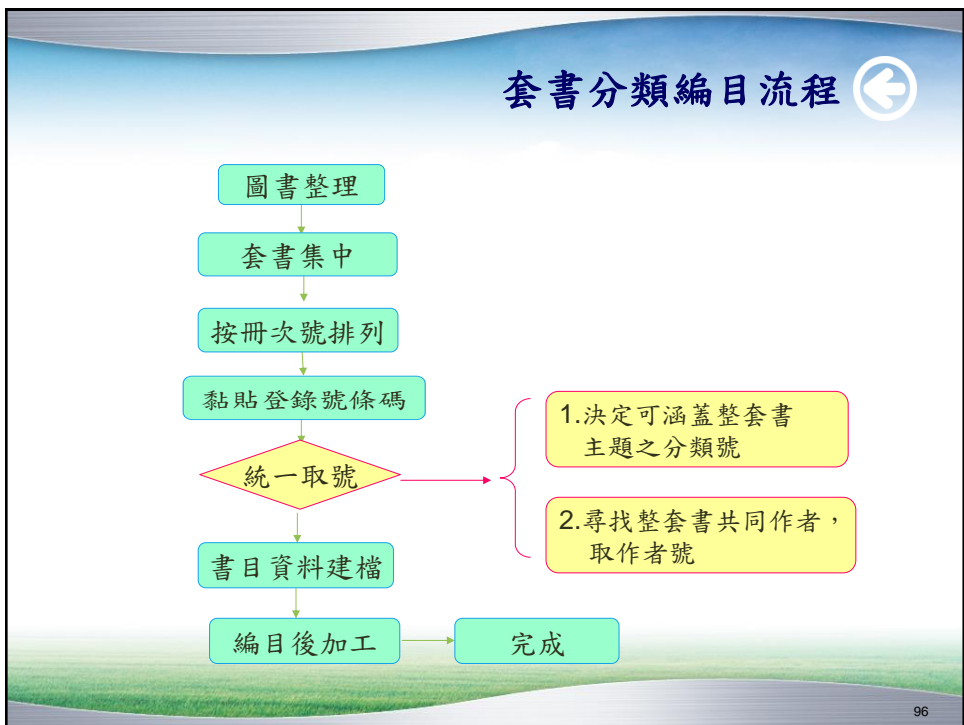 套書分類編目流程
圖書整理
套書集中
按冊次號排列
黏貼登錄號條碼
統一取號
1.決定可涵蓋整套書
主題之分類號
2.尋找整套書共同作者，
取作者號
書目資料建檔
編目後加工
完成
96